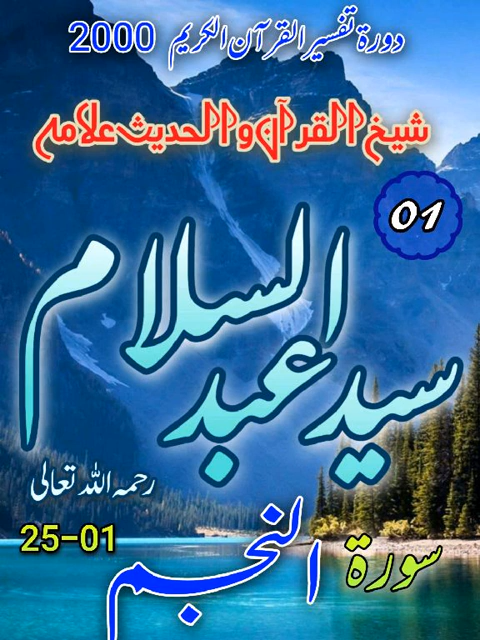 دورۃ تفسیر القرآن الکریم 2000
شیخ القرآن و الحدیث علامہ
01
سید عبد السلام
رحمہ اللہ تعالی
25-01
سورۃ النجم